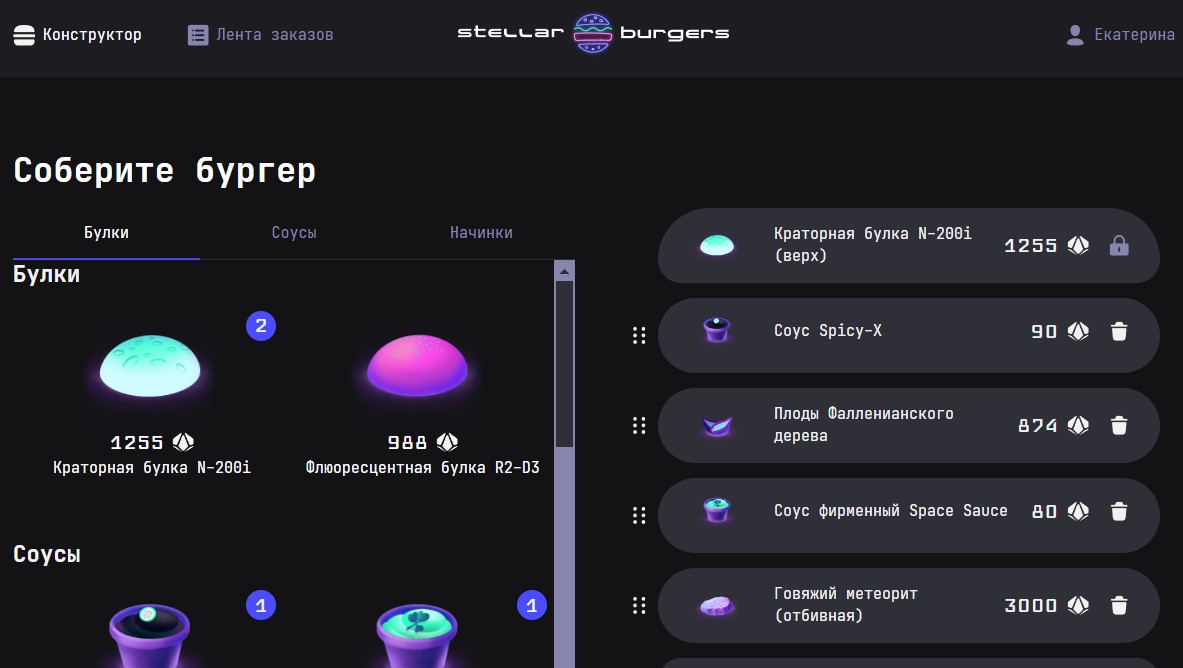 Конструктор
Лента заказов
stellar burgers
Екатерина
Соберите бургер
Булки
Соусы
Начинки
Булки
2
1255
Краторная булка N-200i
988
Флюоресцентная булка R2-D3
Соусы
1
1
Краторная булка N-200i
(верх)
1255
Соус Spicy-X
90
Плоды Фалленианского
дерева
874
Соус фирменный Space Sauce
80
Говяжий метеорит
(отбивная)
3000